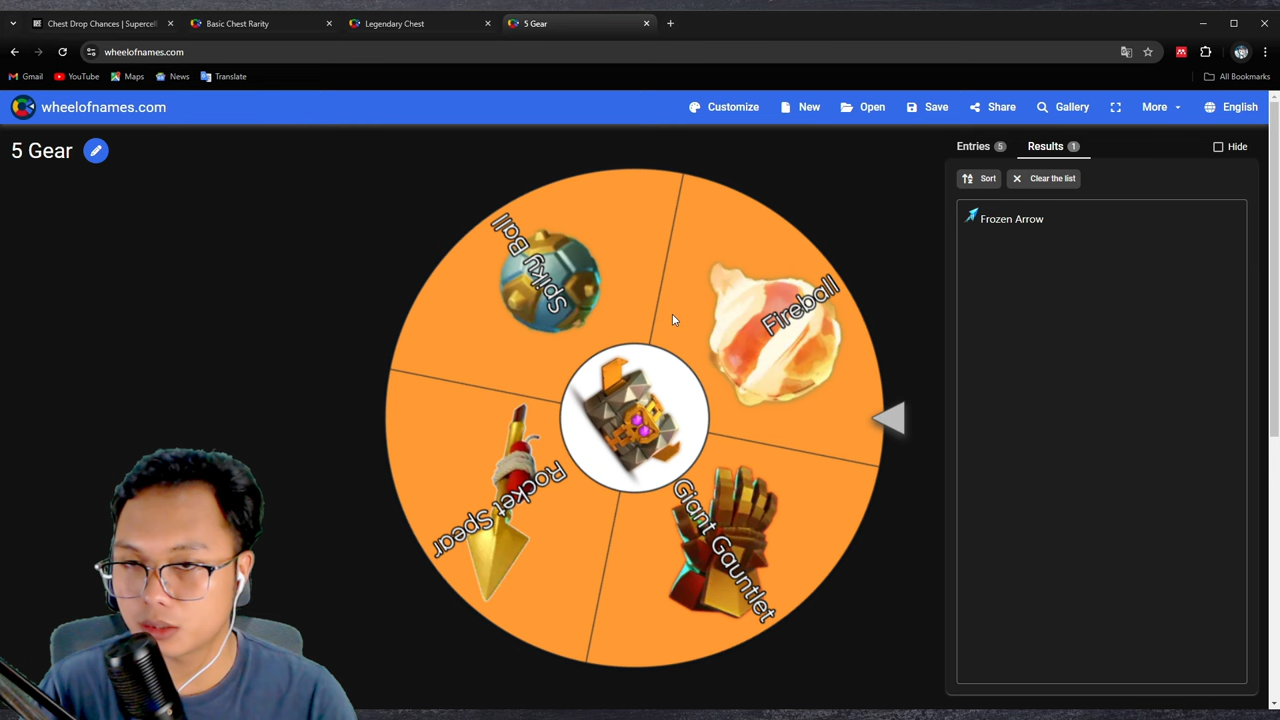 Chest Drop Chances | Supercell
Basic Chest Rarity
Legendary Chest
5 Gear
wheelofnames.com
Gmail
YouTube
Maps
News
Translate
All Bookmarks
wheelofnames.com
Customize
New
Open
Save
Share
Gallery
More
English
5 Gear
Entries 5
Results 1
Hide
Sort
Clear the list
Frozen Arrow
Spiky Ball
Fireball
Rocket Spear
Giant Gauntlet